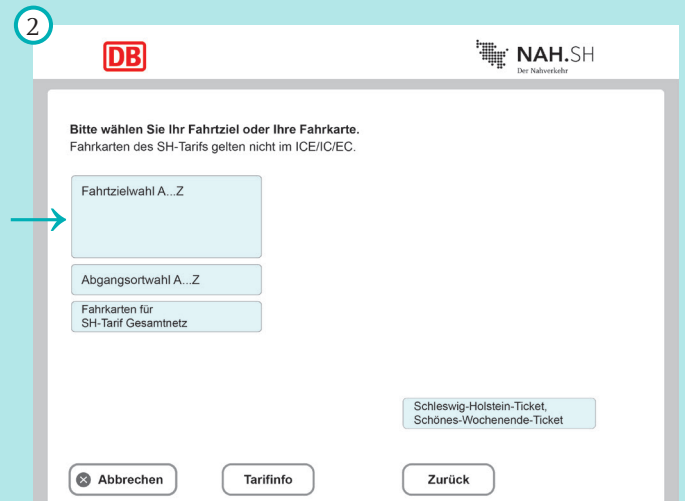 2
DB
NAH.SH
Der Nahverkehr
Bitte wählen Sie Ihr Fahrtziel oder Ihre Fahrkarte.
Fahrkarten des SH-Tarifs gelten nicht im ICE/IC/EC.
Fahrtzielwahl A...Z
Abgangsortwahl A...Z
Fahrkarten für
SH-Tarif Gesamtnetz
Schleswig-Holstein-Ticket,
Schönes-Wochenende-Ticket
Abbrechen
Tarifinfo
Zurück